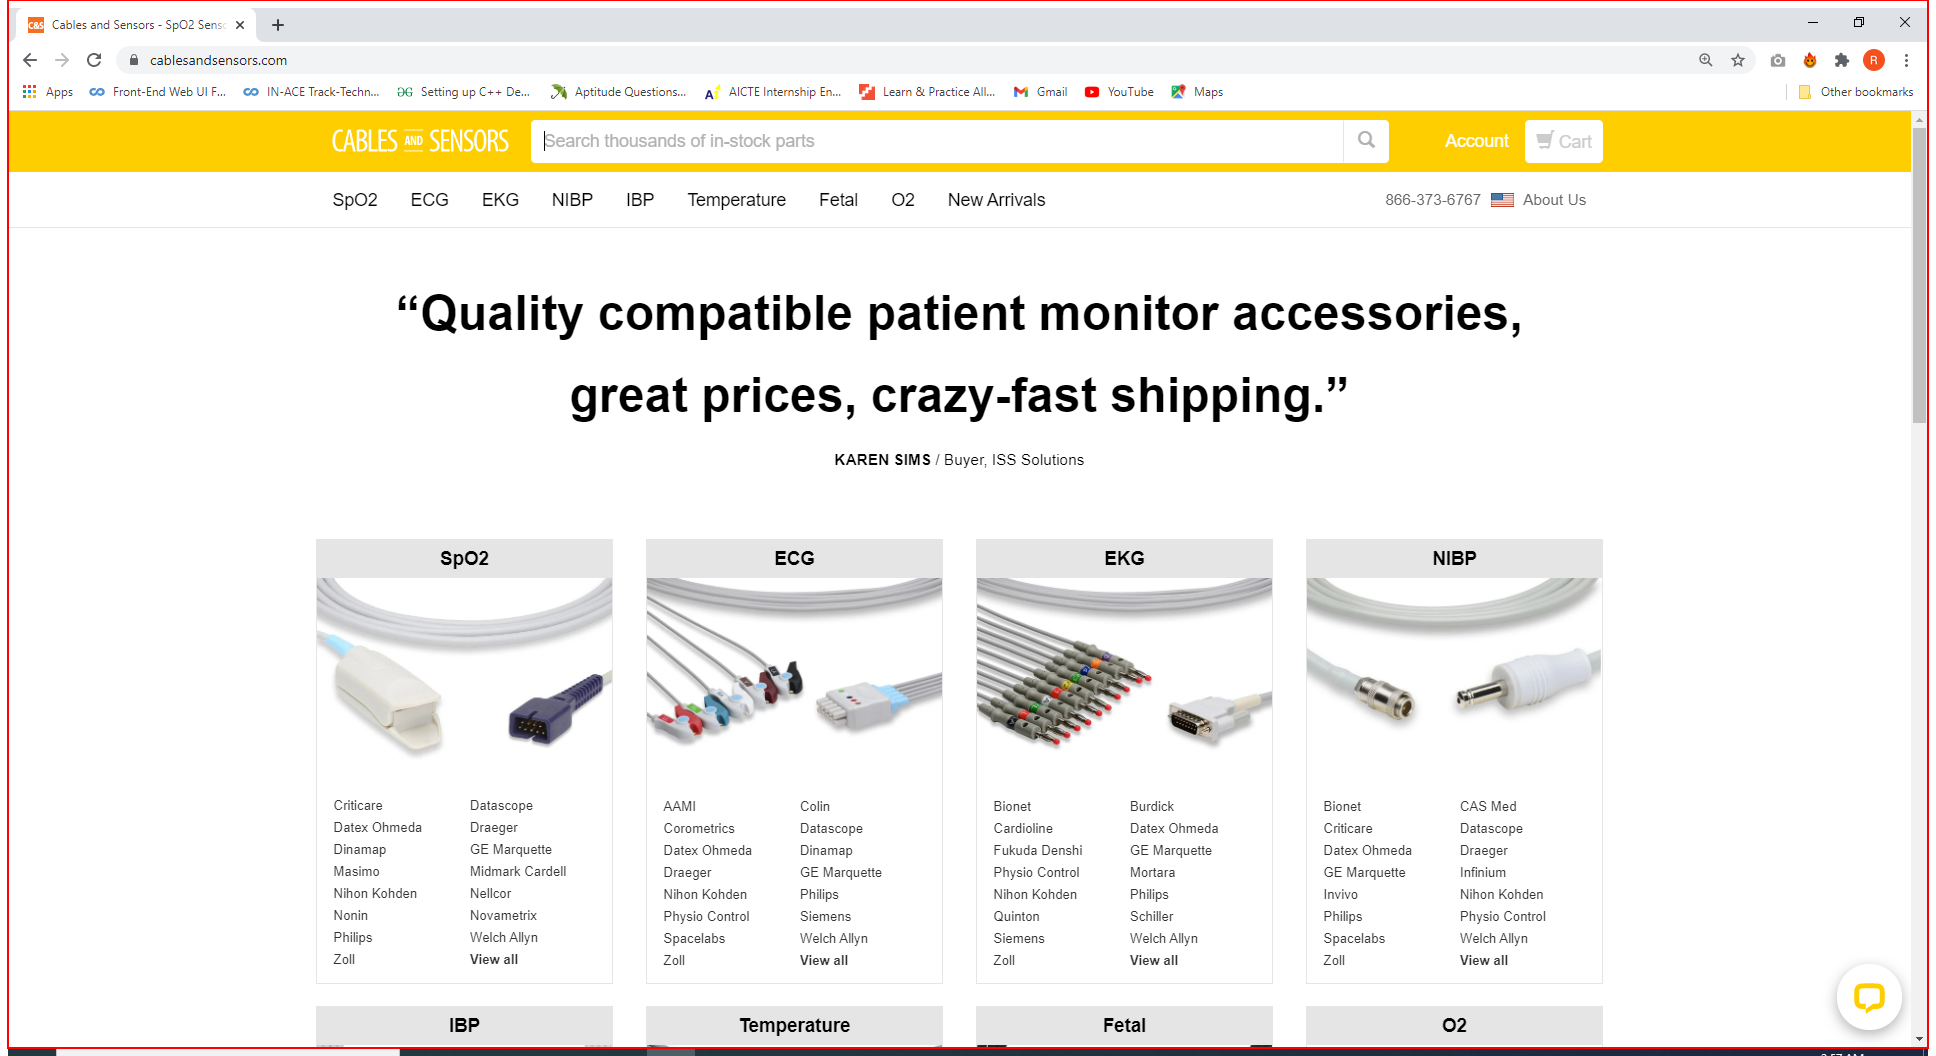 C&S Cables and Sensors - SpO2 Sens
cablesandsensors.com
R
Apps Front-End Web UI F... IN-ACE Track-Techn... Setting up C++ De... Aptitude Questions... AICTE Internship En... Learn & Practice All... Gmail YouTube Maps Other bookmarks
CABLES AND SENSORS Search thousands of in-stock parts Account Cart
SpO2 ECG EKG NIBP IBP Temperature Fetal O2 New Arrivals 866-373-6767 About Us
“Quality compatible patient monitor accessories,
great prices, crazy-fast shipping.”
KAREN SIMS / Buyer, ISS Solutions
SpO2
Criticare Datascope
Datex Ohmeda Draeger
Dinamap GE Marquette
Masimo Midmark Cardell
Nihon Kohden Nellcor
Nonin Novametrix
Philips Welch Allyn
Zoll View all
ECG
AAMI Colin
Corometrics Datascope
Datex Ohmeda Dinamap
Draeger GE Marquette
Nihon Kohden Philips
Physio Control Siemens
Spacelabs Welch Allyn
Zoll View all
EKG
Bionet Burdick
Cardioline Datex Ohmeda
Fukuda Denshi GE Marquette
Physio Control Mortara
Nihon Kohden Philips
Quinton Schiller
Siemens Welch Allyn
Zoll View all
NIBP
Bionet CAS Med
Criticare Datascope
Datex Ohmeda Draeger
GE Marquette Infinium
Invivo Nihon Kohden
Philips Physio Control
Spacelabs Welch Allyn
Zoll View all
IBP Temperature Fetal O2